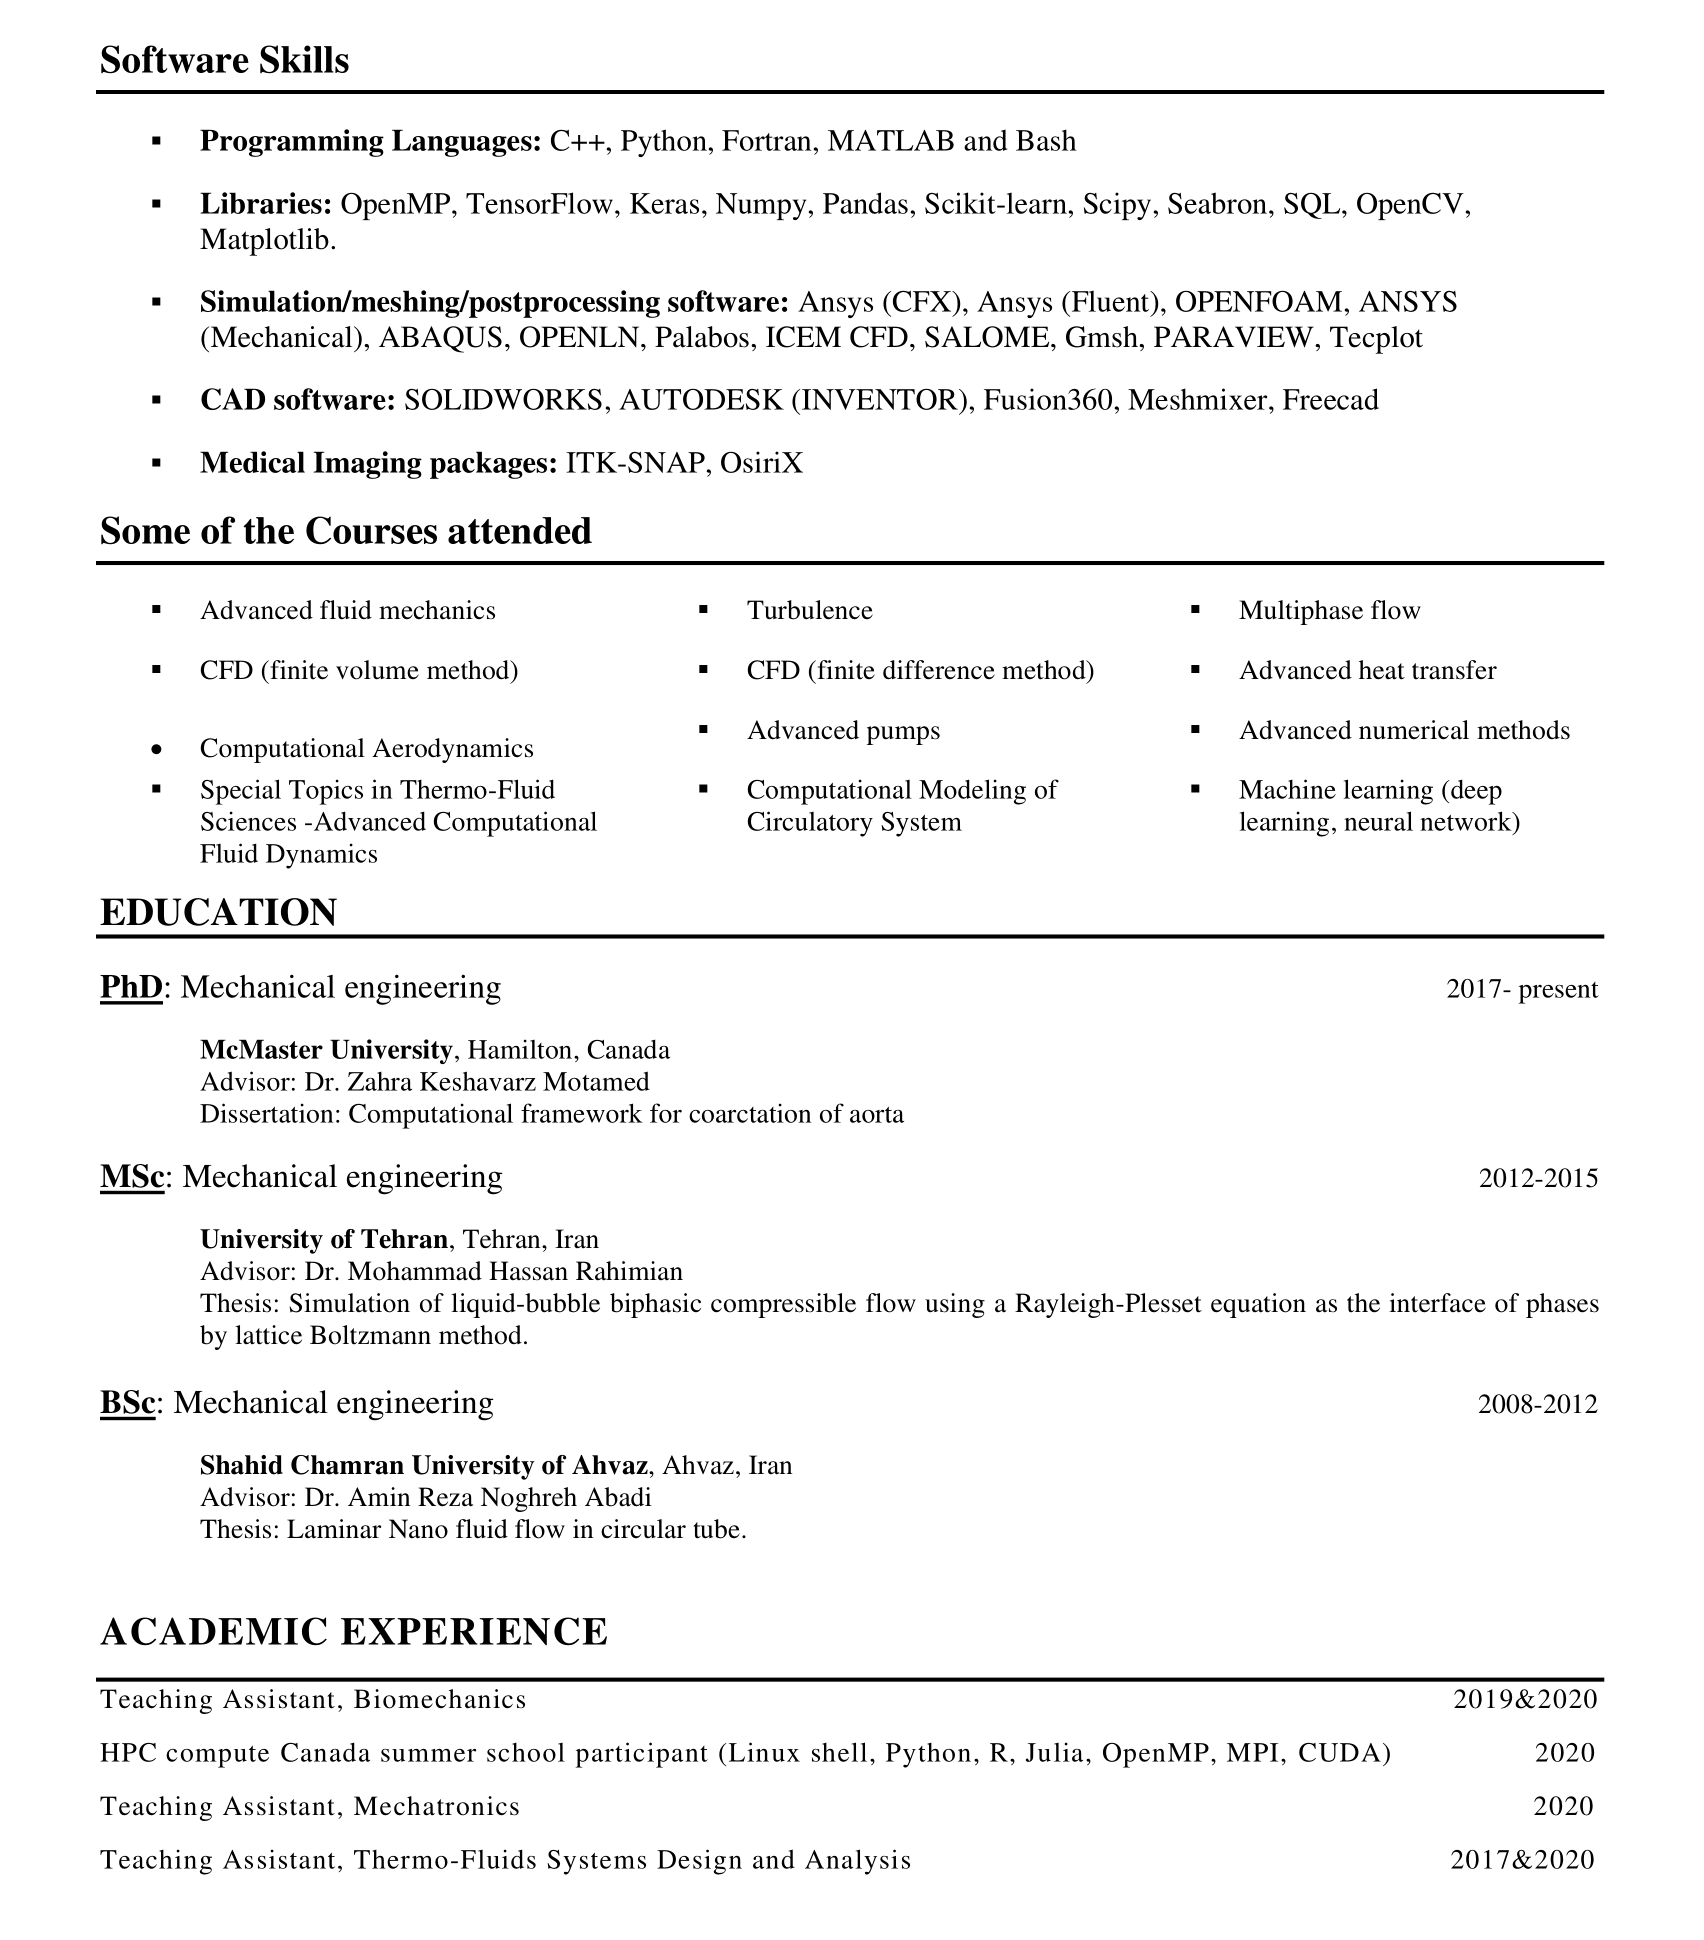 Software Skills
▪ Programming Languages: C++, Python, Fortran, MATLAB and Bash
▪ Libraries: OpenMP, TensorFlow, Keras, Numpy, Pandas, Scikit-learn, Scipy, Seabron, SQL, OpenCV,
Matplotlib.
▪ Simulation/meshing/postprocessing software: Ansys (CFX), Ansys (Fluent), OPENFOAM, ANSYS
(Mechanical), ABAQUS, OPENLN, Palabos, ICEM CFD, SALOME, Gmsh, PARAVIEW, Tecplot
▪ CAD software: SOLIDWORKS, AUTODESK (INVENTOR), Fusion360, Meshmixer, Freecad
▪ Medical Imaging packages: ITK-SNAP, OsiriX
Some of the Courses attended
▪ Advanced fluid mechanics ▪ Turbulence ▪ Multiphase flow
▪ CFD (finite volume method) ▪ CFD (finite difference method) ▪ Advanced heat transfer
• Computational Aerodynamics ▪ Advanced pumps ▪ Advanced numerical methods
▪ Special Topics in Thermo-Fluid ▪ Computational Modeling of ▪ Machine learning (deep
Sciences -Advanced Computational Circulatory System learning, neural network)
Fluid Dynamics
EDUCATION
PhD: Mechanical engineering 2017- present
McMaster University, Hamilton, Canada
Advisor: Dr. Zahra Keshavarz Motamed
Dissertation: Computational framework for coarctation of aorta
MSc: Mechanical engineering 2012-2015
University of Tehran, Tehran, Iran
Advisor: Dr. Mohammad Hassan Rahimian
Thesis: Simulation of liquid-bubble biphasic compressible flow using a Rayleigh-Plesset equation as the interface of phases
by lattice Boltzmann method.
BSc: Mechanical engineering 2008-2012
Shahid Chamran University of Ahvaz, Ahvaz, Iran
Advisor: Dr. Amin Reza Noghreh Abadi
Thesis: Laminar Nano fluid flow in circular tube.
ACADEMIC EXPERIENCE
Teaching Assistant, Biomechanics 2019&2020
HPC compute Canada summer school participant (Linux shell, Python, R, Julia, OpenMP, MPI, CUDA) 2020
Teaching Assistant, Mechatronics 2020
Teaching Assistant, Thermo-Fluids Systems Design and Analysis 2017&2020